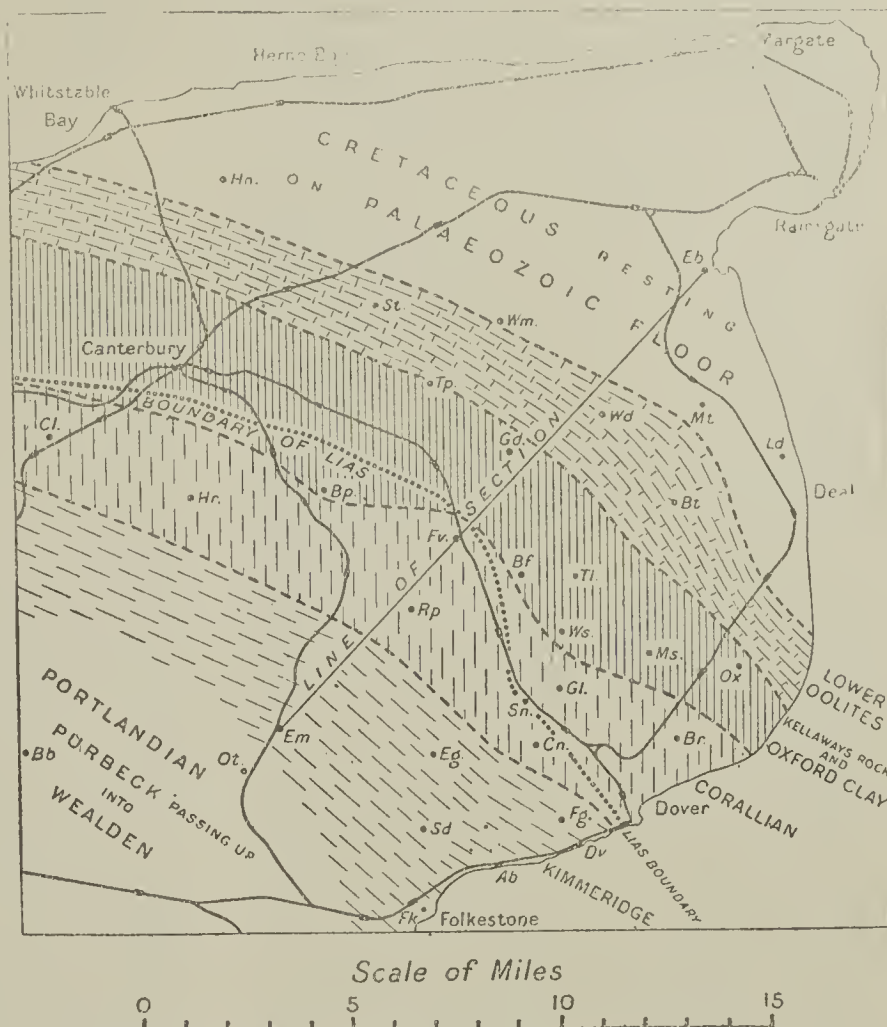 Herne Bay
Margate
Whitstable
Bay
CRETACEOUS RESTING
ON PALAEOZOIC FLOOR
Hn.
Ramsgate
Eb
St.
Wm.
Canterbury
Tp.
Wd
Mt.
Cl.
BOUNDARY OF LIAS
Gd.
Ld
Hr.
Bp.
Bt
Deal
LINE OF SECTION
Fv.
Bf
Tl.
Rp
Ws.
Ms.
Ox
Gl.
LOWER
OOLITES
PORTLANDIAN
PURBECK PASSING UP
INTO
WEALDEN
Em
Sn.
Br.
KELLAWAYS ROCK
AND
OXFORD CLAY
Bb
Ot.
Eg
Cn.
CORALLIAN
Sd
Fg.
Dover
Dv
LIAS BOUNDARY
Ab
KIMMERIDGE
Fk.
Folkestone
Scale of Miles
0 5 10 15